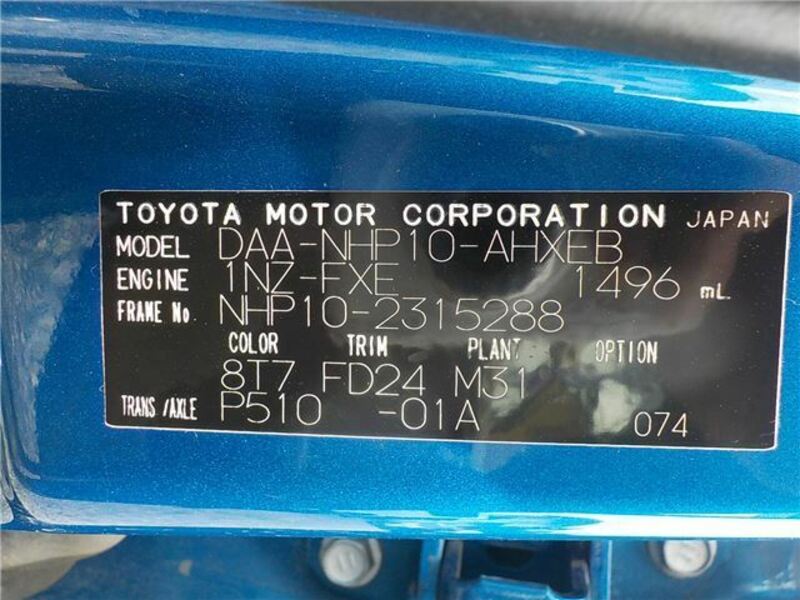 TOYOTA MOTOR CORPORATION JAPAN
MODEL DAA-NHP10-AHXEB
ENGINE 1NZ-FXE 1496 mL
FRAME No NHP10-2315288
COLOR TRIM PLANT OPTION
8T7 FD24 M31
TRANS /AXLE P510 -01A 074